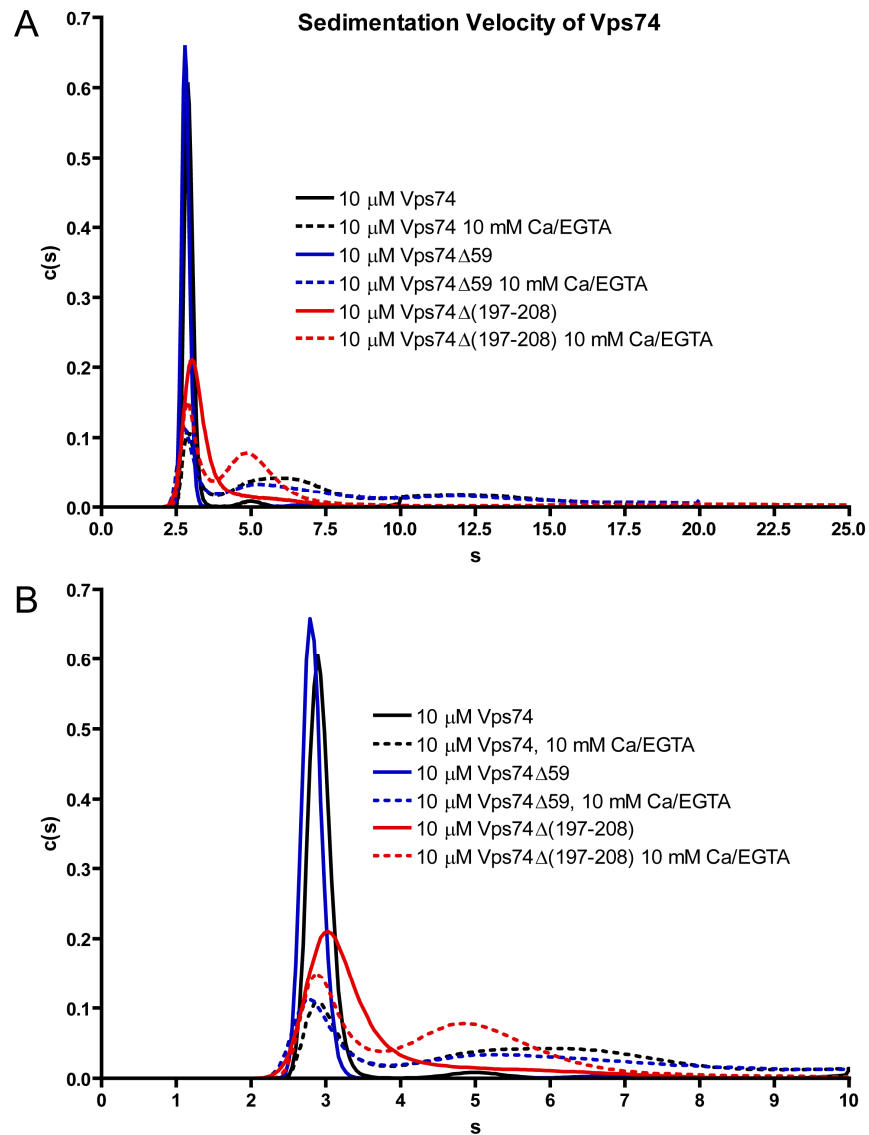 A
Sedimentation Velocity of Vps74
0.7
0.6
0.5
0.4
0.3
0.2
0.1
0.0
c(s)
10 μM Vps74
10 μM Vps74 10 mM Ca/EGTA
10 μM Vps74Δ59
10 μM Vps74Δ59 10 mM Ca/EGTA
10 μM Vps74Δ(197-208)
10 μM Vps74Δ(197-208) 10 mM Ca/EGTA
0.0 2.5 5.0 7.5 10.0 12.5 15.0 17.5 20.0 22.5 25.0
s
B
0.7
0.6
0.5
0.4
0.3
0.2
0.1
0.0
c(s)
10 μM Vps74
10 μM Vps74, 10 mM Ca/EGTA
10 μM Vps74Δ59
10 μM Vps74Δ59, 10 mM Ca/EGTA
10 μM Vps74Δ(197-208)
10 μM Vps74Δ(197-208) 10 mM Ca/EGTA
0 1 2 3 4 5 6 7 8 9 10
s